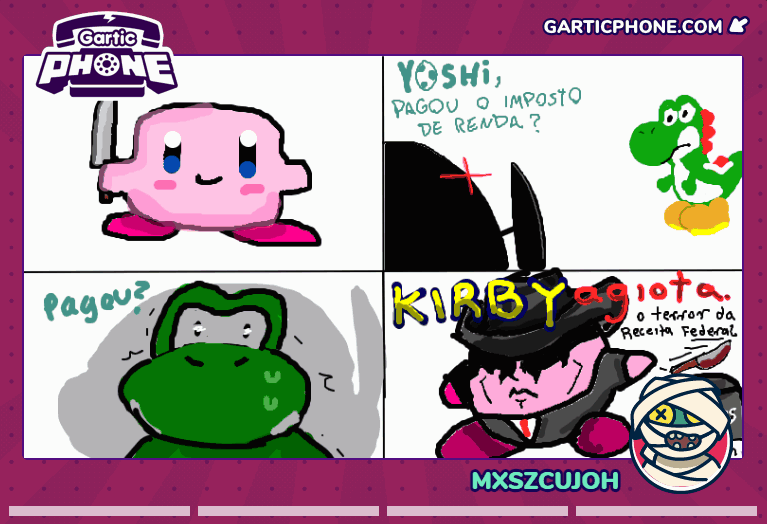 Gartic
PHONE
GARTICPHONE.COM
YOSHi,
PAGOU O IMPOSTO
DE RENDA?
Pagou?
KIRBY agiota.
o terror da
Receita Federal
MXSZCUJOH